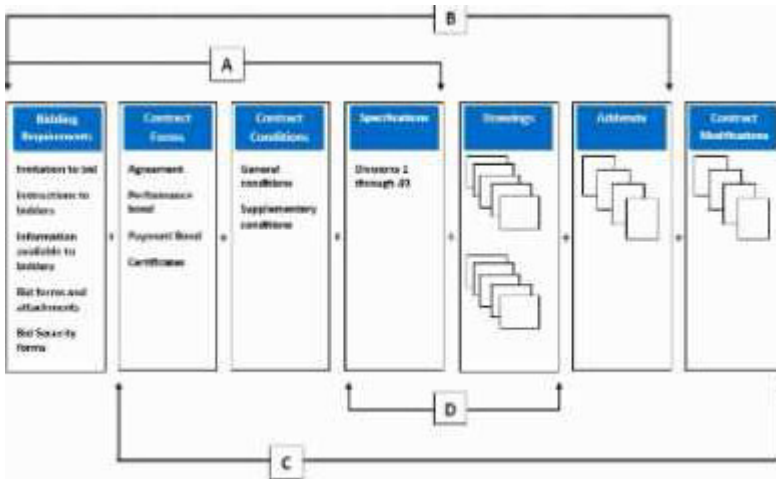 B
A
Bidding
Requirements
Contract
Forms
Contract
Conditions
Specifications
Drawings
Addenda
Contract
Modifications
Invitation to bid
Instructions to
bidders
Information
available to
bidders
Bid forms and
attachments
Bid Security
forms
Agreement
Performance
bond
Payment Bond
Certificates
General
conditions
Supplementary
conditions
Divisions 1
through
+
+
+
+
+
+
D
C